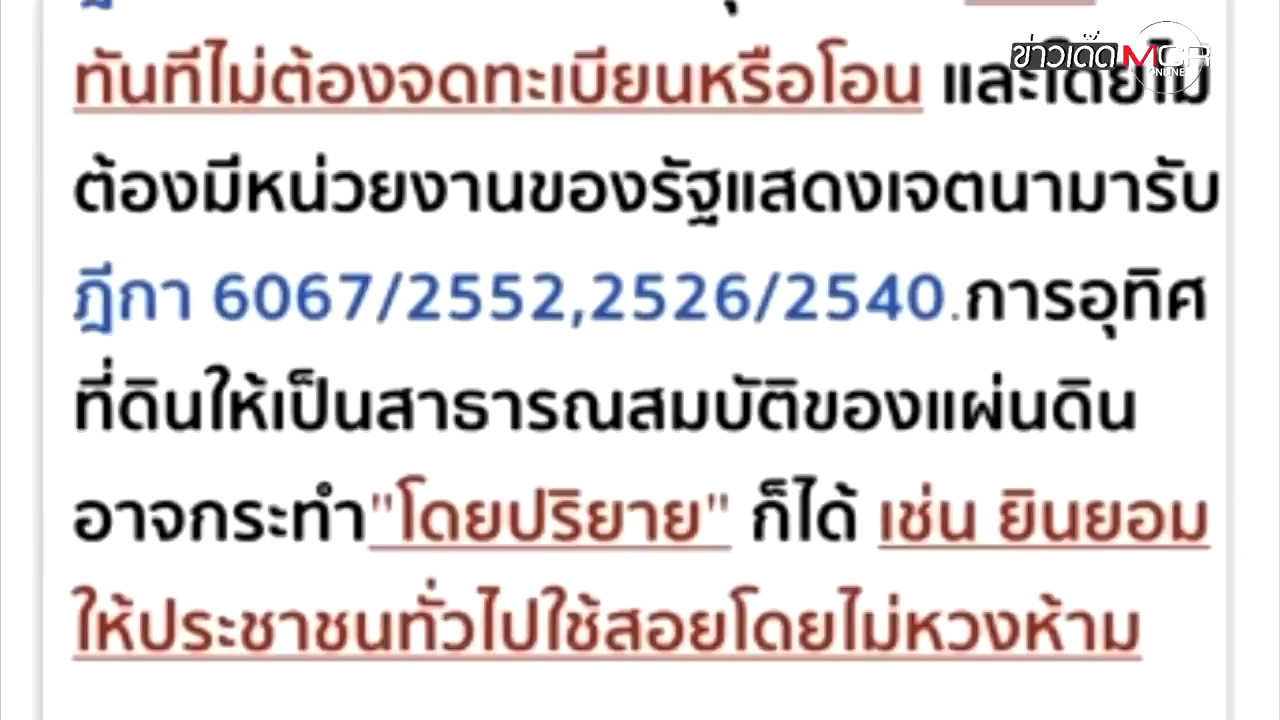 ข่าวเด็ด MGR ONLINE
ทันทีไม่ต้องจดทะเบียนหรือโอน และโดยไม่
ต้องมีหน่วยงานของรัฐแสดงเจตนามารับ
ฎีกา 6067/2552,2526/2540.การอุทิศ
ที่ดินให้เป็นสาธารณสมบัติของแผ่นดิน
อาจกระทำ"โดยปริยาย" ก็ได้ เช่น ยินยอม
ให้ประชาชนทั่วไปใช้สอยโดยไม่หวงห้าม